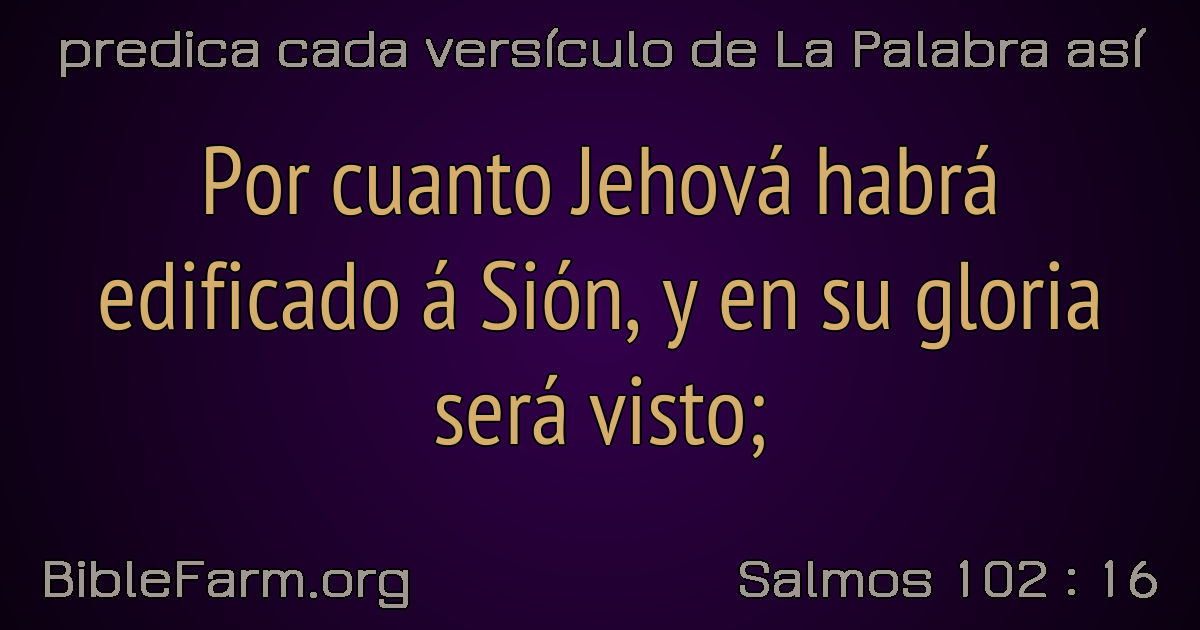 predica cada versículo de La Palabra así
Por cuanto Jehová habrá
edificado á Sión, y en su gloria
será visto;
BibleFarm.org
Salmos 102 : 16